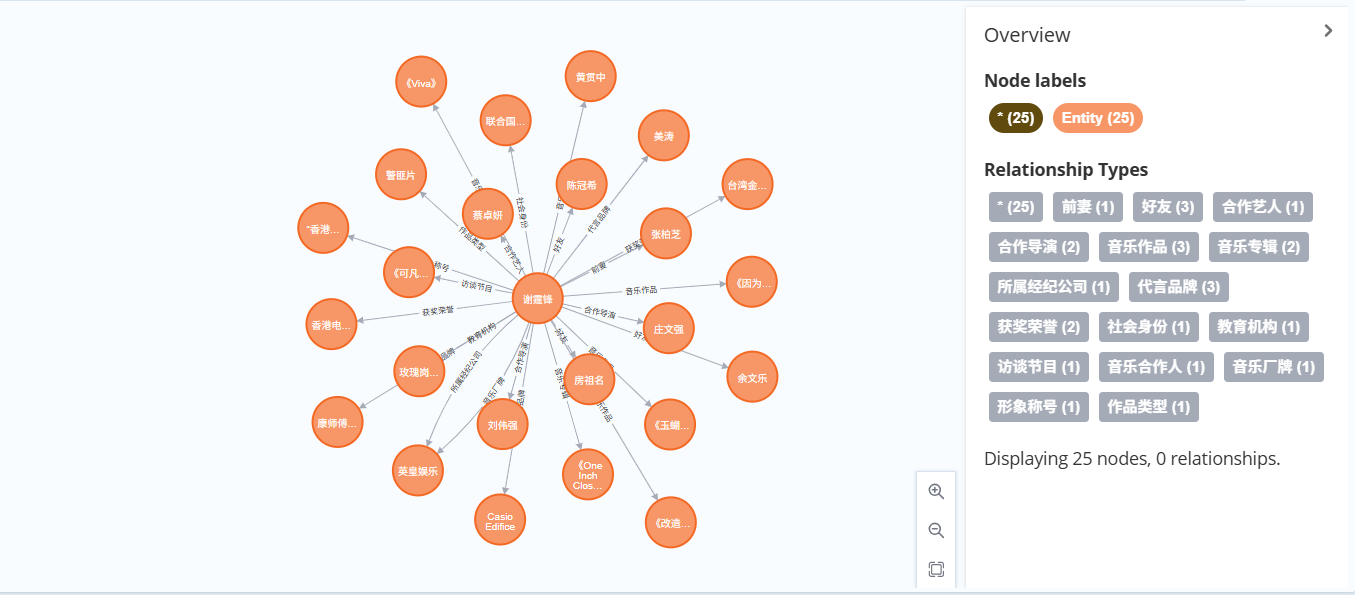 《Viva》
黄贯中
联合国...
美涛
警匪片
陈冠希
台湾金...
蔡卓妍
"香港...
张柏芝
《可凡...
《因为...
谢霆锋
香港电...
庄文强
玫瑰岗...
房祖名
余文乐
康师傅...
刘伟强
《玉蝴...
英皇娱乐
《One
Inch
Clos...
Casio
Edifice
《改造...
社会身份
代言品牌
作品类型
好友
合作艺人
前妻
称号
访谈节目
音乐作品
获奖荣誉
合作导演
教育机构
品牌
好友
所属经纪公司
合作导演
音乐厂牌
音乐专辑
品牌
乐作品
Overview
Node labels
* (25)
Entity (25)
Relationship Types
* (25) 前妻 (1) 好友 (3) 合作艺人 (1)
合作导演 (2) 音乐作品 (3) 音乐专辑 (2)
所属经纪公司 (1) 代言品牌 (3)
获奖荣誉 (2) 社会身份 (1) 教育机构 (1)
访谈节目 (1) 音乐合作人 (1) 音乐厂牌 (1)
形象称号 (1) 作品类型 (1)
Displaying 25 nodes, 0 relationships.